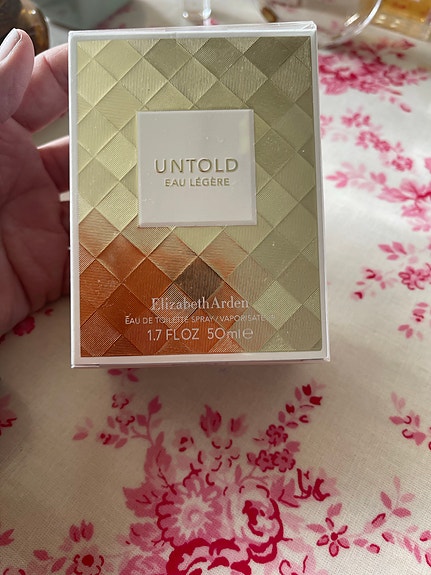 UNTOLD
EAU LÉGÈRE
ElizabethArden
EAU DE TOILETTE SPRAY/VAPORISATEUR
1.7 FL OZ 50ml℮